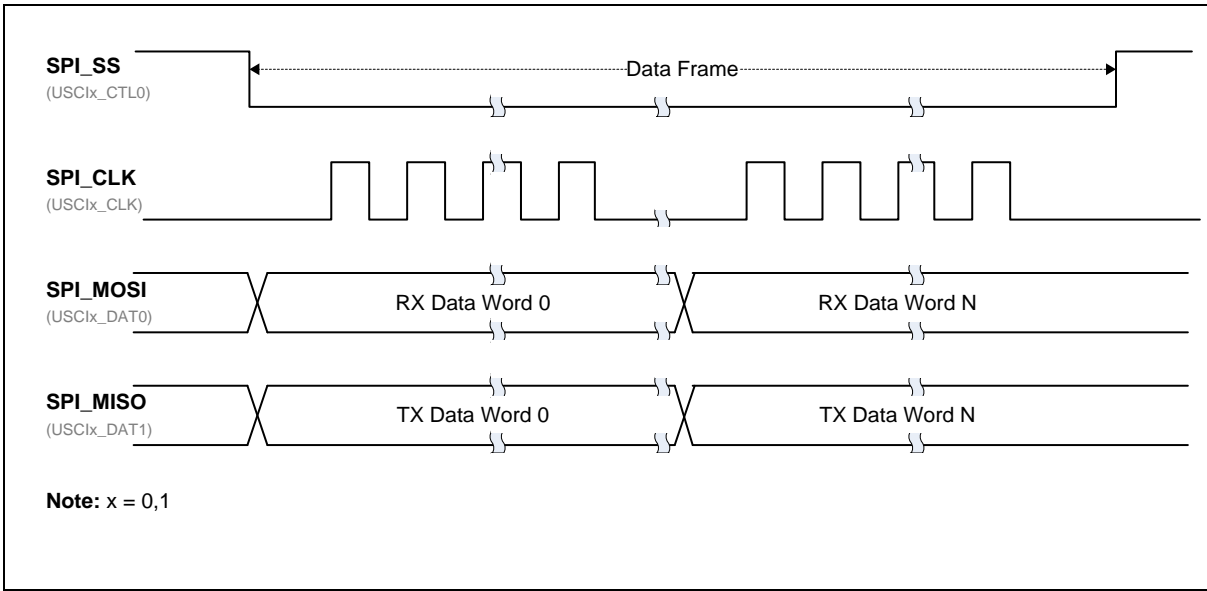 SPI_SS
(USCIx_CTL0)
Data Frame
SPI_CLK
(USCIx_CLK)
SPI_MOSI
(USCIx_DAT0)
RX Data Word 0
RX Data Word N
SPI_MISO
(USCIx_DAT1)
TX Data Word 0
TX Data Word N
Note: x = 0,1